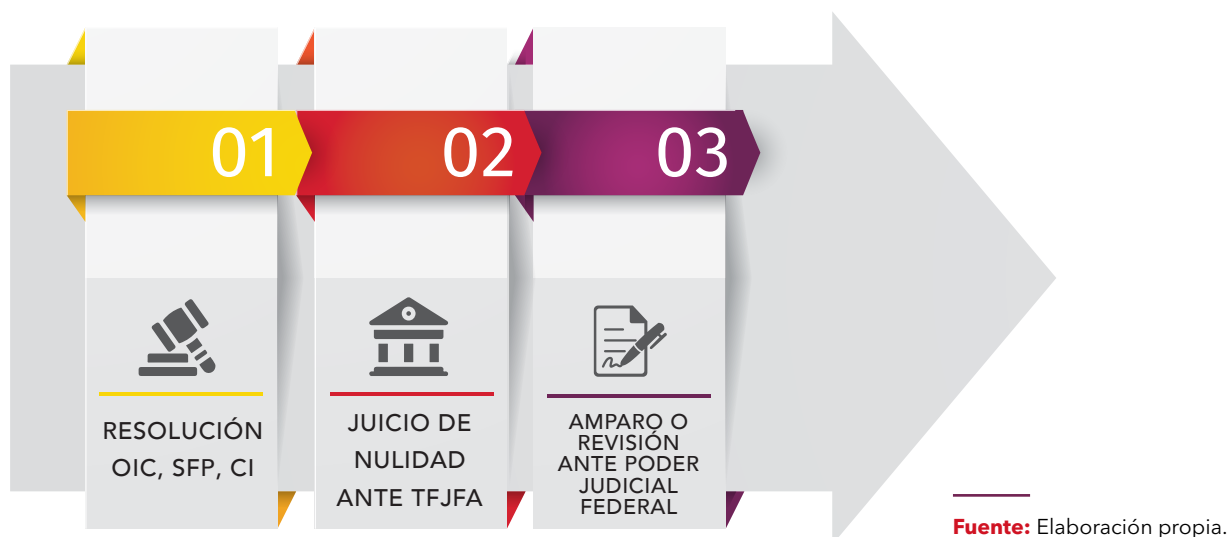 01
02
03
RESOLUCIÓN
OIC, SFP, CI
JUICIO DE
NULIDAD
ANTE TFJFA
AMPARO O
REVISIÓN
ANTE PODER
JUDICIAL
FEDERAL
Fuente: Elaboración propia.